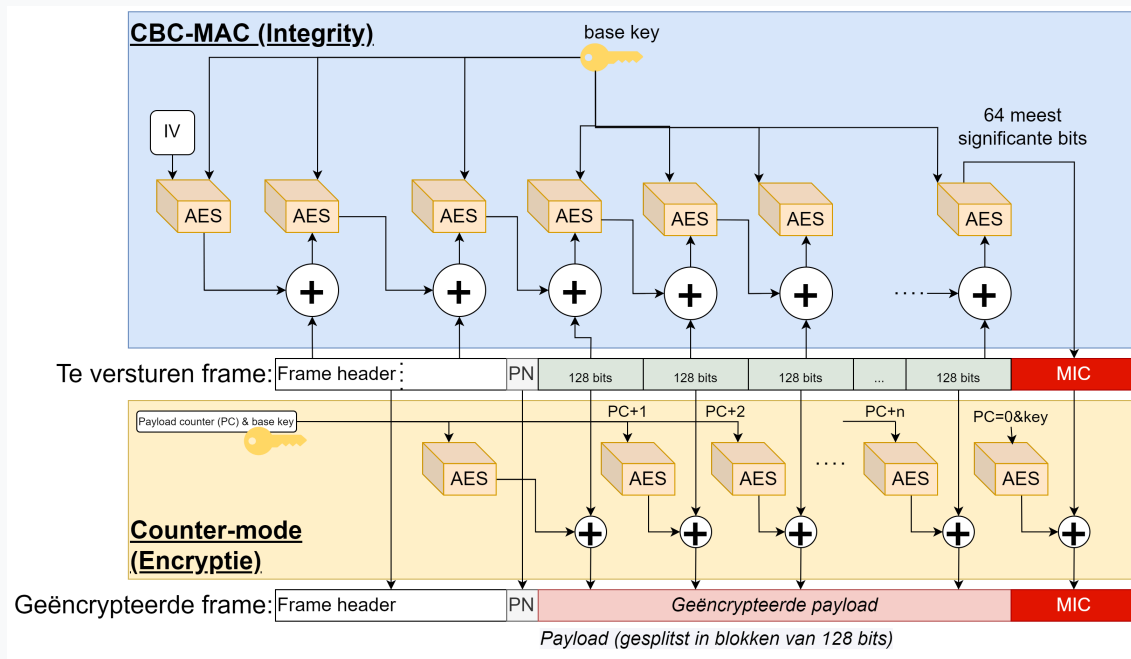 CBC-MAC (Integrity)
base key
IV
64 meest
significante bits
AES
AES
AES
AES
AES
AES
AES
Te versturen frame:
Frame header
PN
128 bits
128 bits
128 bits
...
128 bits
MIC
Payload counter (PC) & base key
PC+1
PC+2
PC+n
PC=0&key
AES
AES
AES
AES
AES
Counter-mode
(Encryptie)
Geëncrypteerde frame:
Frame header
PN
Geëncrypteerde payload
MIC
Payload (gesplitst in blokken van 128 bits)